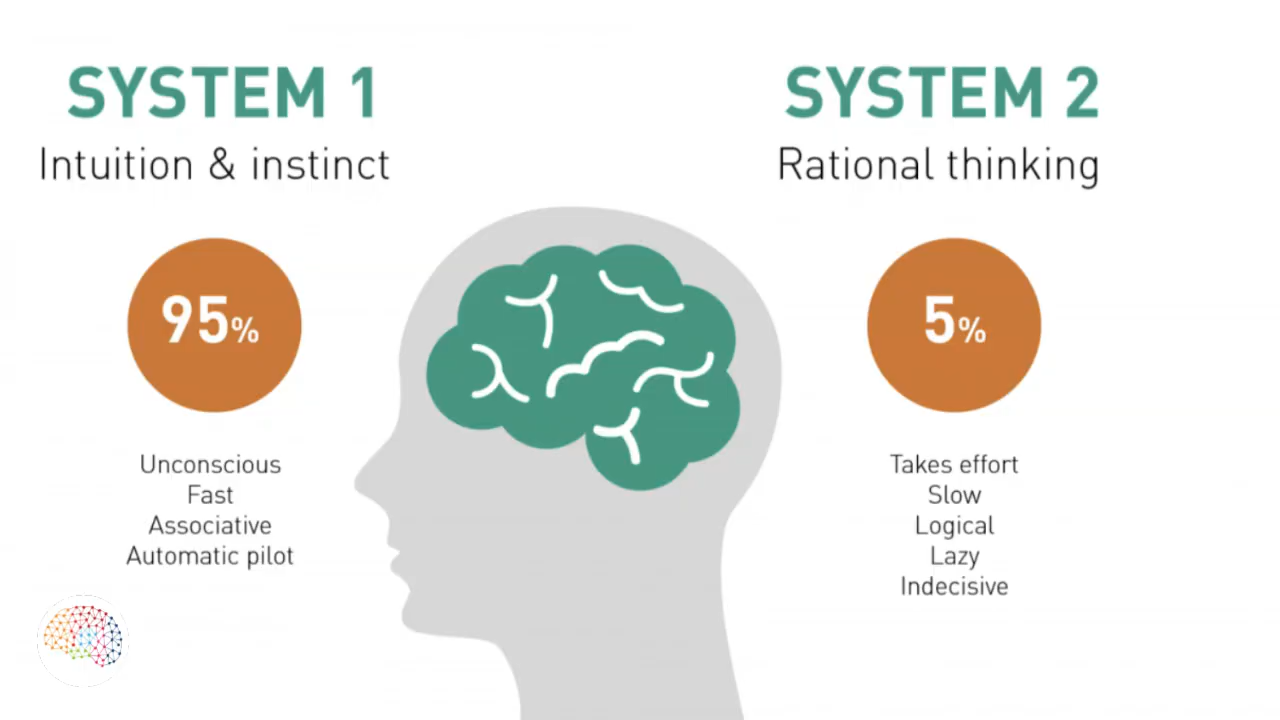 SYSTEM 1
Intuition & instinct
95%
Unconscious
Fast
Associative
Automatic pilot
SYSTEM 2
Rational thinking
5%
Takes effort
Slow
Logical
Lazy
Indecisive